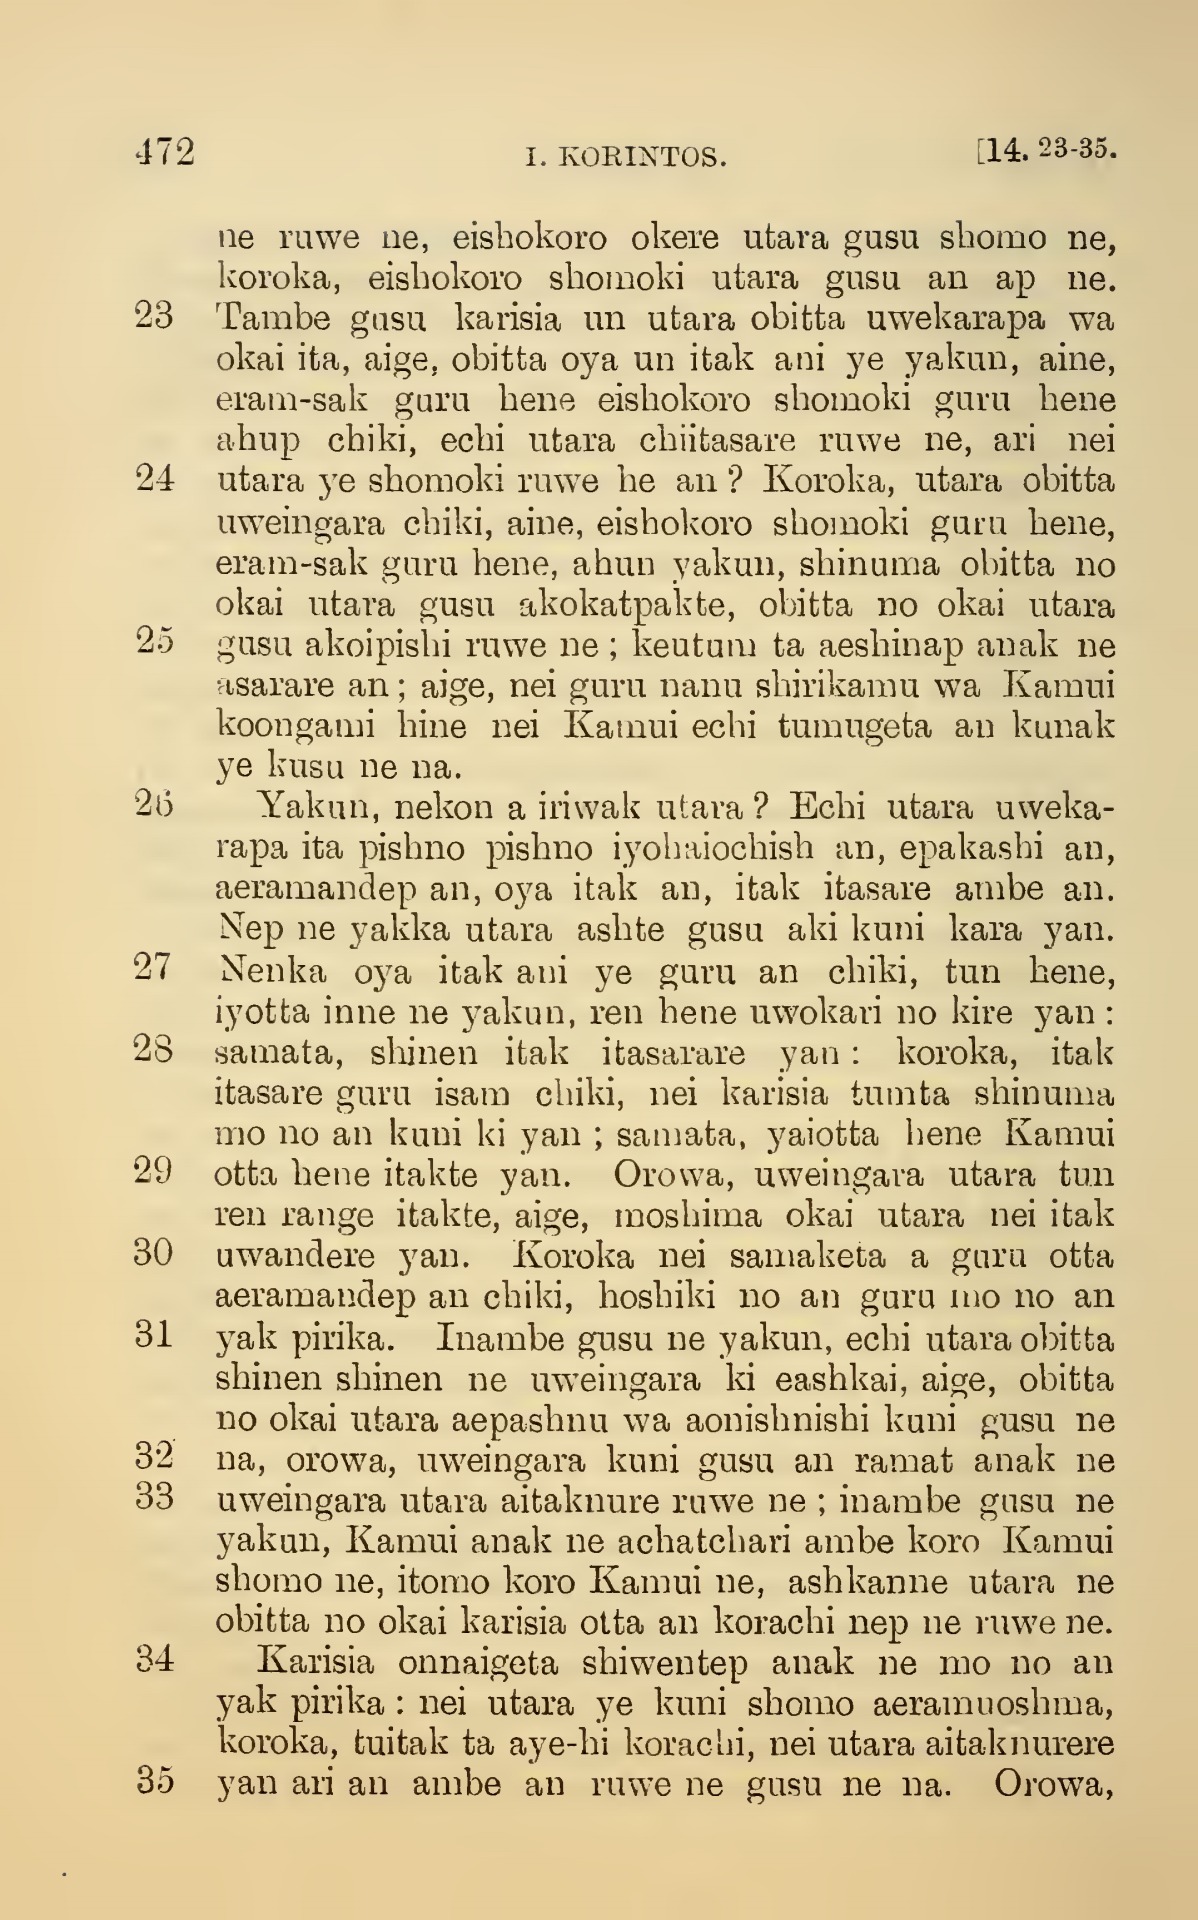 472 I. KORINTOS. [14. 23-35.
ne ruwe ne, eishokoro okere utara gusu shomo ne,
koroka, eishokoro shomoki utara gusu an ap ne.
23 Tambe gusu karisia un utara obitta uwekarapa wa
okai ita, aige, obitta oya un itak ani ye yakun, aine,
eram-sak guru hene eishokoro shomoki guru hene
ahup chiki, echi utara chiitasare ruwe ne, ari nei
24 utara ye shomoki ruwe he an ? Koroka, utara obitta
uweingara chiki, aine, eishokoro shomoki guru hene,
eram-sak guru hene, ahun yakun, shinuma obitta no
okai utara gusu akokatpakte, obitta no okai utara
25 gusu akoipishi ruwe ne ; keutum ta aeshinap anak ne
asarare an ; aige, nei guru nanu shirikamu wa Kamui
koongami hine nei Kamui echi tumugeta an kunak
ye kusu ne na.
26 Yakun, nekon a iriwak utara ? Echi utara uweka-
rapa ita pishno pishno iyohaiochish an, epakashi an,
aeramandep an, oya itak an, itak itasare ambe an.
Nep ne yakka utara ashte gusu aki kuni kara yan.
27 Nenka oya itak ani ye guru an chiki, tun hene,
iyotta inne ne yakun, ren hene uwokari no kire yan :
28 samata, shinen itak itasarare yan : koroka, itak
itasare guru isam chiki, nei karisia tumta shinuma
mo no an kuni ki yan ; samata, yaiotta hene Kamui
29 otta hene itakte yan. Orowa, uweingara utara tun
ren range itakte, aige, moshima okai utara nei itak
30 uwandere yan. Koroka nei samaketa a guru otta
aeramandep an chiki, hoshiki no an guru mo no an
31 yak pirika. Inambe gusu ne yakun, echi utara obitta
shinen shinen ne uweingara ki eashkai, aige, obitta
no okai utara aepashnu wa aonishnishi kuni gusu ne
32 na, orowa, uweingara kuni gusu an ramat anak ne
33 uweingara utara aitaknure ruwe ne ; inambe gusu ne
yakun, Kamui anak ne achatchari ambe koro Kamui
shomo ne, itomo koro Kamui ne, ashkanne utara ne
obitta no okai karisia otta an korachi nep ne ruwe ne.
34 Karisia onnaigeta shiwentep anak ne mo no an
yak pirika : nei utara ye kuni shomo aeramuoshma,
koroka, tuitak ta aye-hi korachi, nei utara aitaknurere
35 yan ari an ambe an ruwe ne gusu ne na. Orowa,